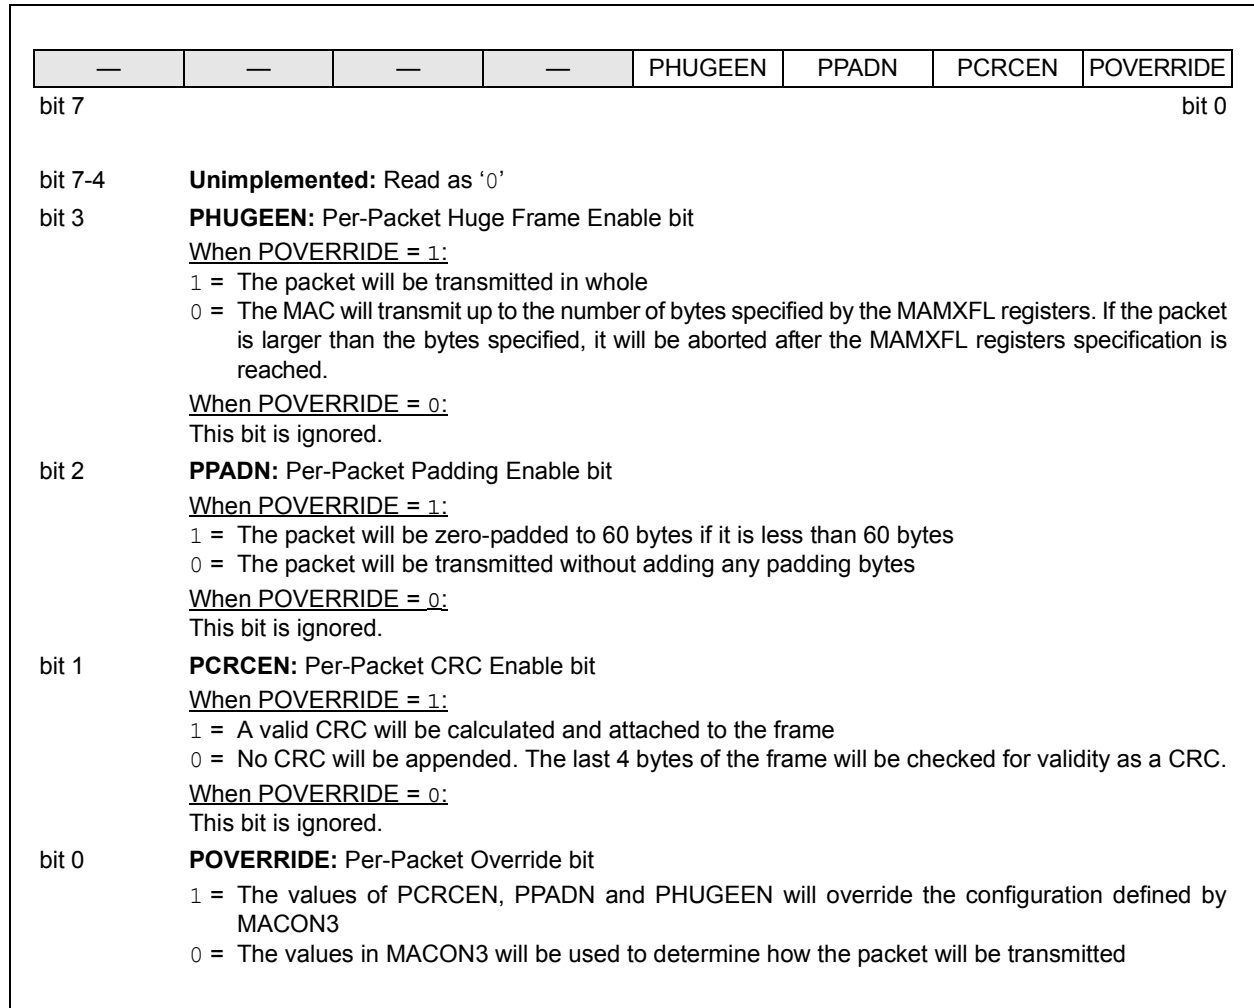 — — — — PHUGEEN PPADN PCRCEN POVERRIDE
bit 7 bit 0
bit 7-4 Unimplemented: Read as ‘0’
bit 3 PHUGEEN: Per-Packet Huge Frame Enable bit
When POVERRIDE = 1:
1 = The packet will be transmitted in whole
0 = The MAC will transmit up to the number of bytes specified by the MAMXFL registers. If the packet
is larger than the bytes specified, it will be aborted after the MAMXFL registers specification is
reached.
When POVERRIDE = 0:
This bit is ignored.
bit 2 PPADN: Per-Packet Padding Enable bit
When POVERRIDE = 1:
1 = The packet will be zero-padded to 60 bytes if it is less than 60 bytes
0 = The packet will be transmitted without adding any padding bytes
When POVERRIDE = 0:
This bit is ignored.
bit 1 PCRCEN: Per-Packet CRC Enable bit
When POVERRIDE = 1:
1 = A valid CRC will be calculated and attached to the frame
0 = No CRC will be appended. The last 4 bytes of the frame will be checked for validity as a CRC.
When POVERRIDE = 0:
This bit is ignored.
bit 0 POVERRIDE: Per-Packet Override bit
1 = The values of PCRCEN, PPADN and PHUGEEN will override the configuration defined by
MACON3
0 = The values in MACON3 will be used to determine how the packet will be transmitted